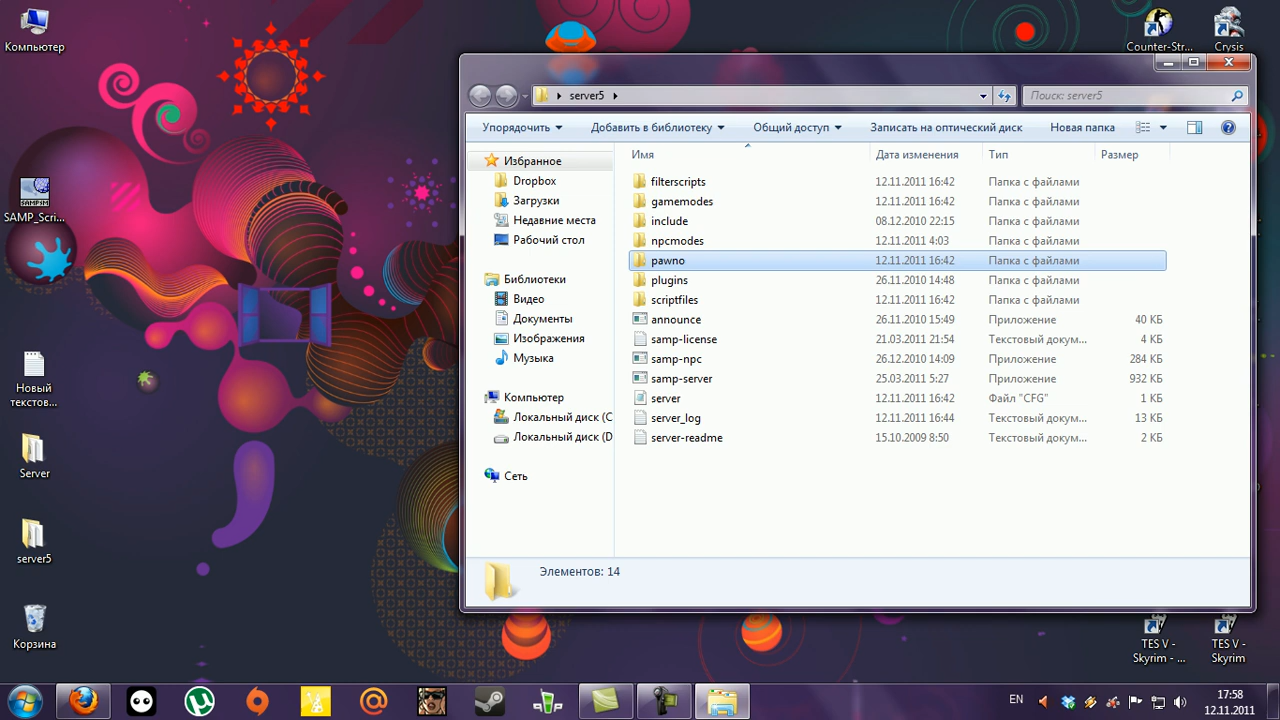 Компьютер
SAMP_Scri...
Новый
текстов...
Server
server5
Корзина
Counter-Str...
Crysis
server5
Поиск: server5
Упорядочить
Добавить в библиотеку
Общий доступ
Записать на оптический диск
Новая папка
Избранное
Dropbox
Загрузки
Недавние места
Рабочий стол
Библиотеки
Видео
Документы
Изображения
Музыка
Компьютер
Локальный диск (C
Локальный диск (D
Сеть
Имя Дата изменения Тип Размер
filterscripts 12.11.2011 16:42 Папка с файлами
gamemodes 12.11.2011 16:42 Папка с файлами
include 08.12.2010 22:15 Папка с файлами
npcmodes 12.11.2011 4:03 Папка с файлами
pawno 12.11.2011 16:42 Папка с файлами
plugins 26.11.2010 14:48 Папка с файлами
scriptfiles 12.11.2011 16:42 Папка с файлами
announce 26.11.2010 15:49 Приложение 40 КБ
samp-license 21.03.2011 21:54 Текстовый докум... 4 КБ
samp-npc 26.12.2010 14:09 Приложение 284 КБ
samp-server 25.03.2011 5:27 Приложение 932 КБ
server 12.11.2011 16:42 Файл "CFG" 1 КБ
server_log 12.11.2011 16:44 Текстовый докум... 13 КБ
server-readme 15.10.2009 8:50 Текстовый докум... 2 КБ
Элементов: 14
TES V -
Skyrim - ...
TES V -
Skyrim
EN
17:58
12.11.2011